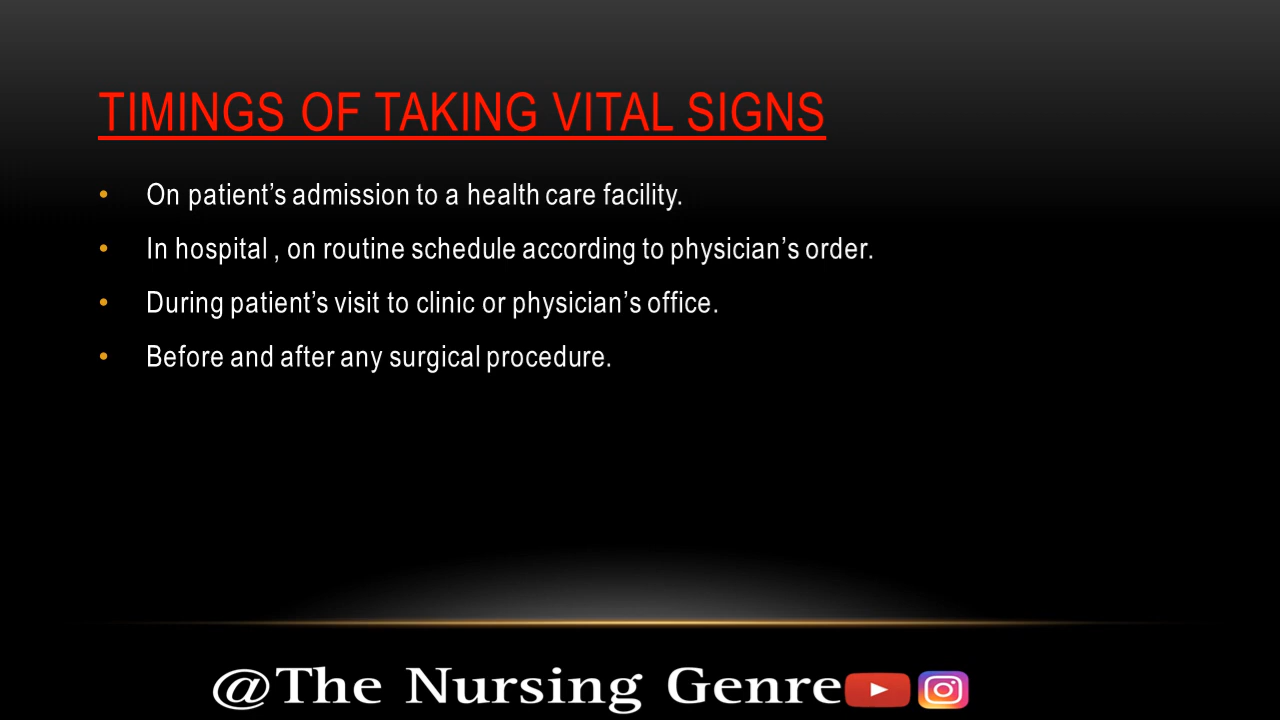 TIMINGS OF TAKING VITAL SIGNS
• On patient’s admission to a health care facility.
• In hospital , on routine schedule according to physician’s order.
• During patient’s visit to clinic or physician’s office.
• Before and after any surgical procedure.
@The Nursing Genre